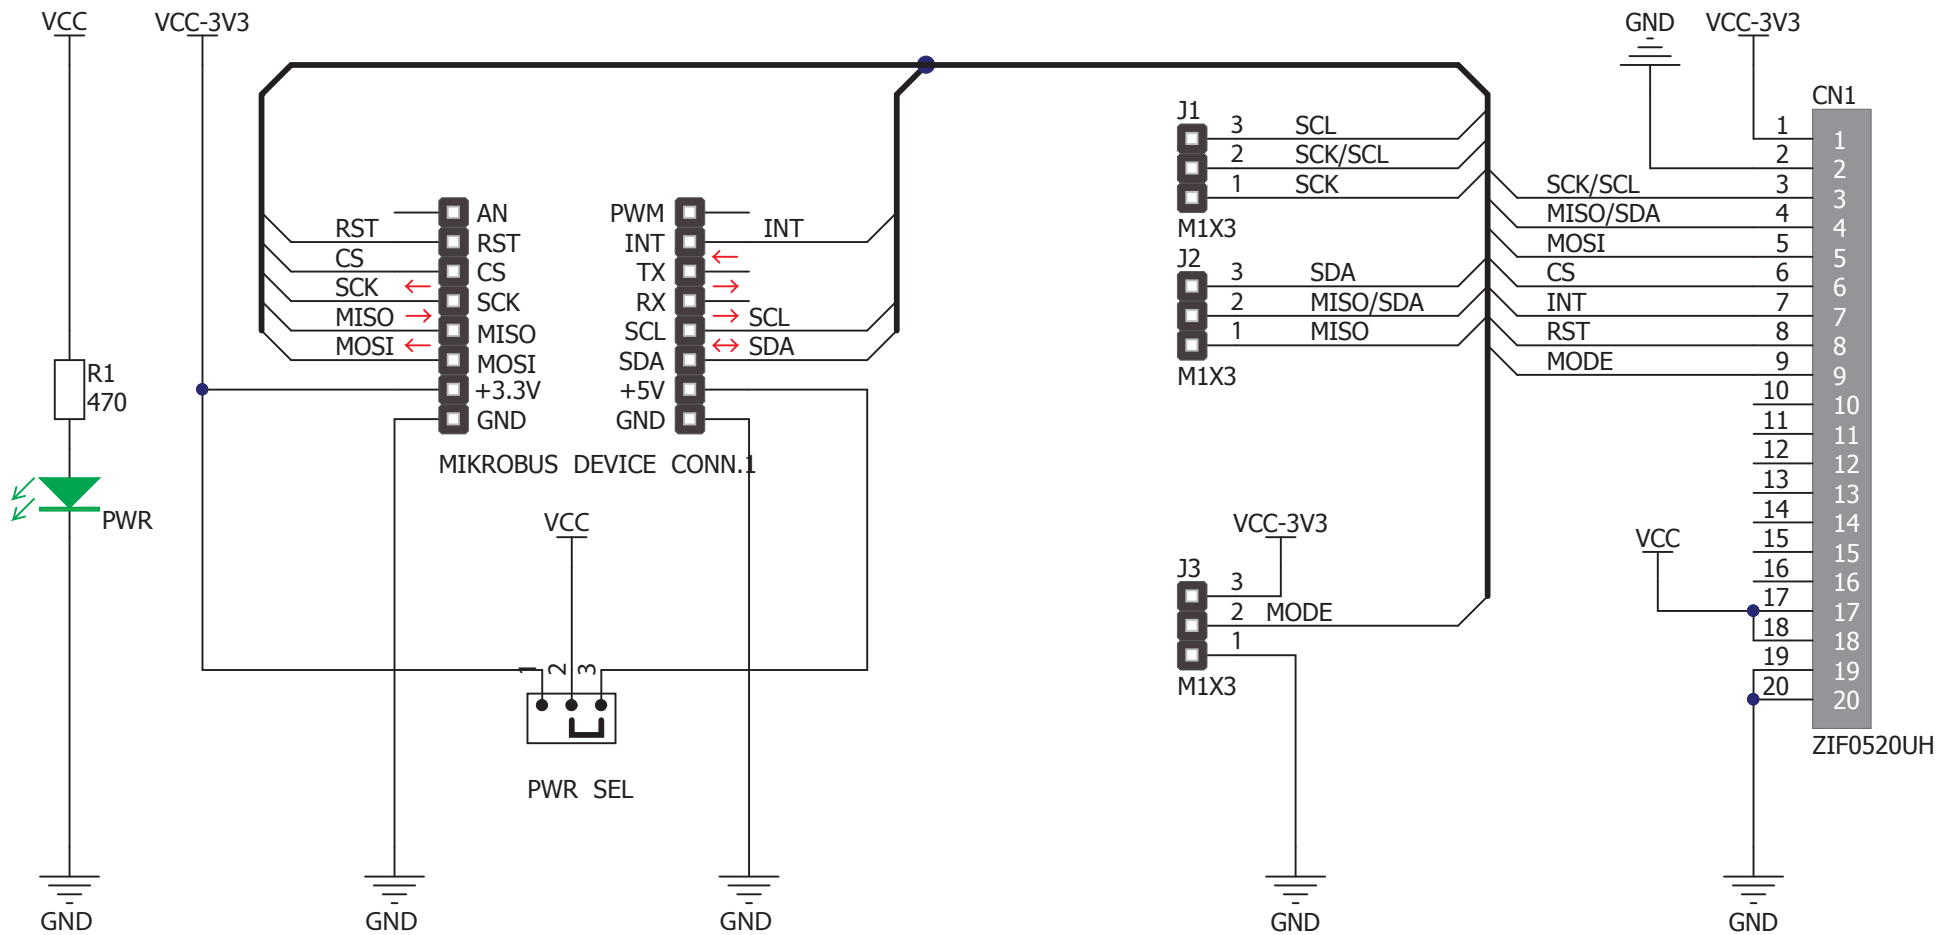 VCC
VCC-3V3
GND
VCC-3V3
CN1
J1
3 SCL
2 SCK/SCL
1 SCK
M1X3
J2
3 SDA
2 MISO/SDA
1 MISO
M1X3
1 1
2 2
SCK/SCL 3 3
MISO/SDA 4 4
MOSI 5 5
CS 6 6
INT 7 7
RST 8 8
MODE 9 9
10 10
11 11
12 12
13 13
14 14
15 15
16 16
17 17
18 18
19 19
20 20
ZIF0520UH
AN
RST RST
CS CS
SCK SCK
MISO MISO
MOSI MOSI
+3.3V
GND
PWM
INT INT
TX
RX
SCL SCL
SDA SDA
+5V
GND
MIKROBUS DEVICE CONN.1
R1
470
PWR
VCC
1 2 3
PWR SEL
VCC-3V3
J3
3
2 MODE
1
M1X3
VCC
GND
GND
GND
GND
GND